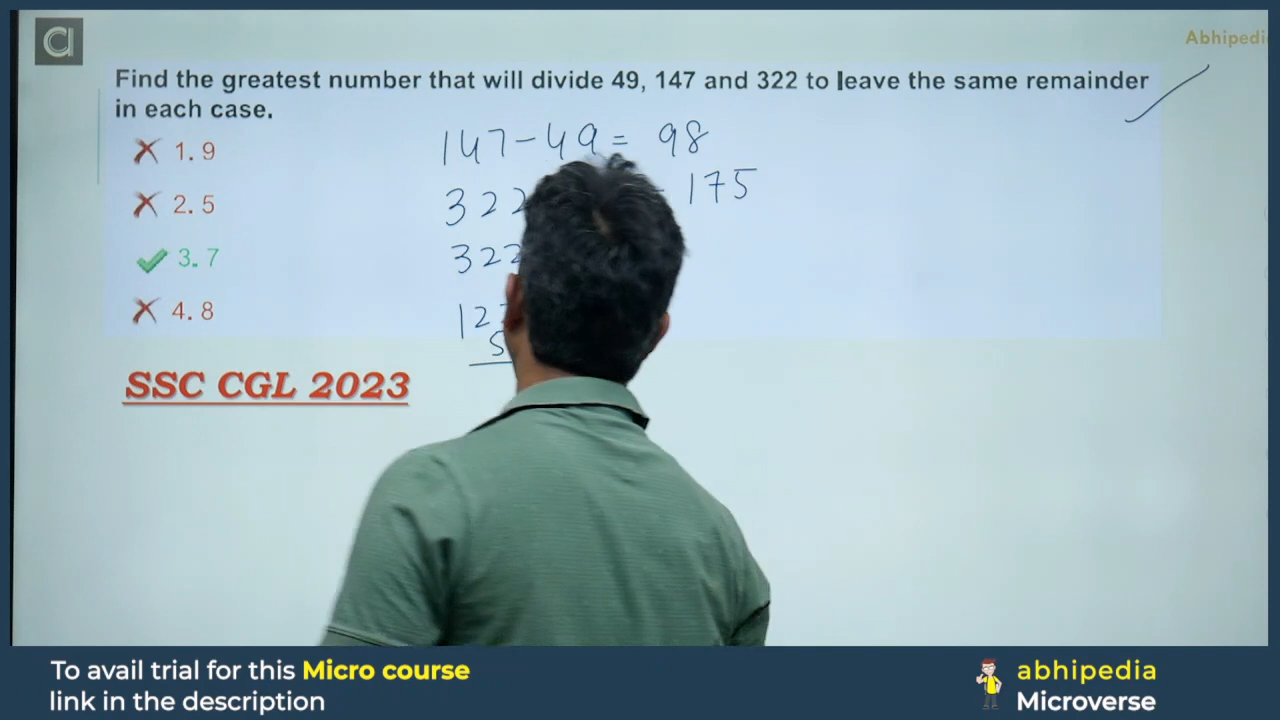 Abhipedi
Find the greatest number that will divide 49, 147 and 322 to leave the same remainder
in each case.
1. 9
2. 5
3. 7
4. 8
147-49= 98
322 175
322
12
5
SSC CGL 2023
To avail trial for this Micro course
link in the description
abhipedia
Microverse